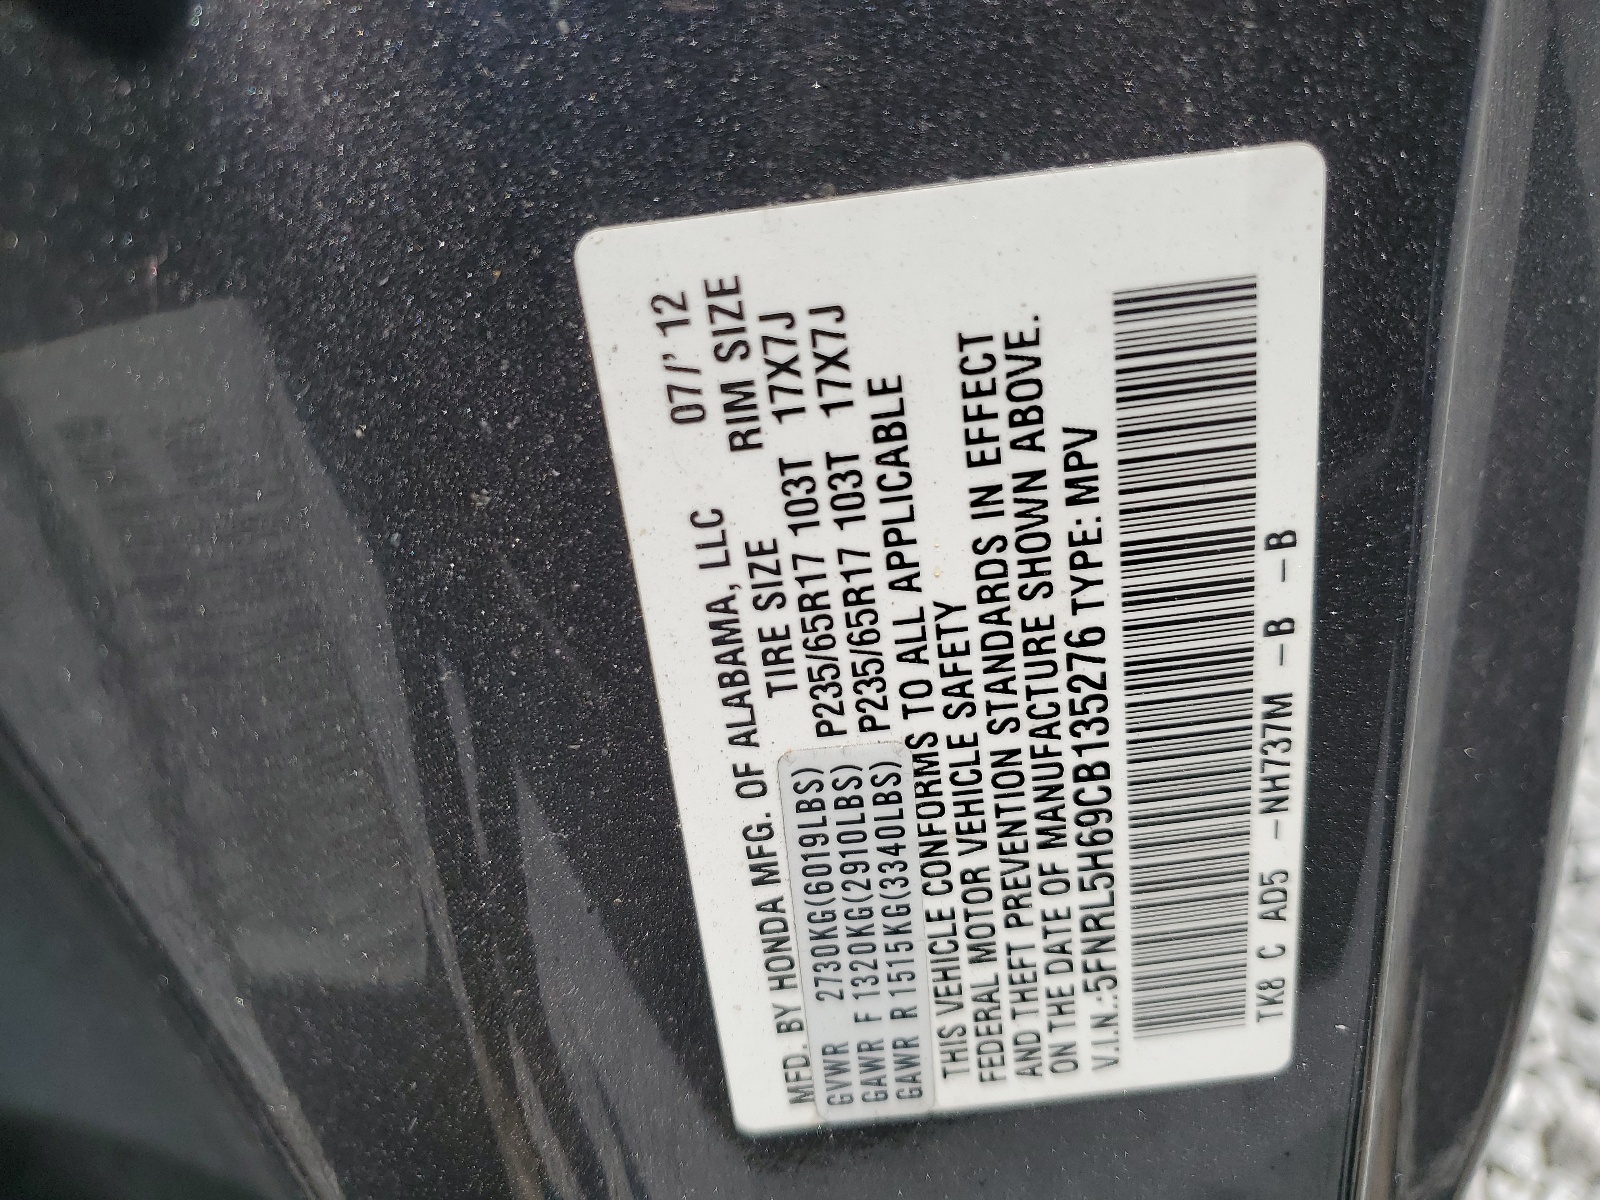 MFD. BY HONDA MFG. OF ALABAMA, LLC 07/'12
TIRE SIZE RIM SIZE
GVWR 2730KG(6019LBS)
GAWR F 1320KG(2910LBS) P235/65R17 103T 17X7J
GAWR R 1515KG(3340LBS) P235/65R17 103T 17X7J
THIS VEHICLE CONFORMS TO ALL APPLICABLE
FEDERAL MOTOR VEHICLE SAFETY
AND THEFT PREVENTION STANDARDS IN EFFECT
ON THE DATE OF MANUFACTURE SHOWN ABOVE.
V.I.N.:5FNRL5H69CB135276 TYPE: MPV
TK8 C AD5 -NH737M -B -B